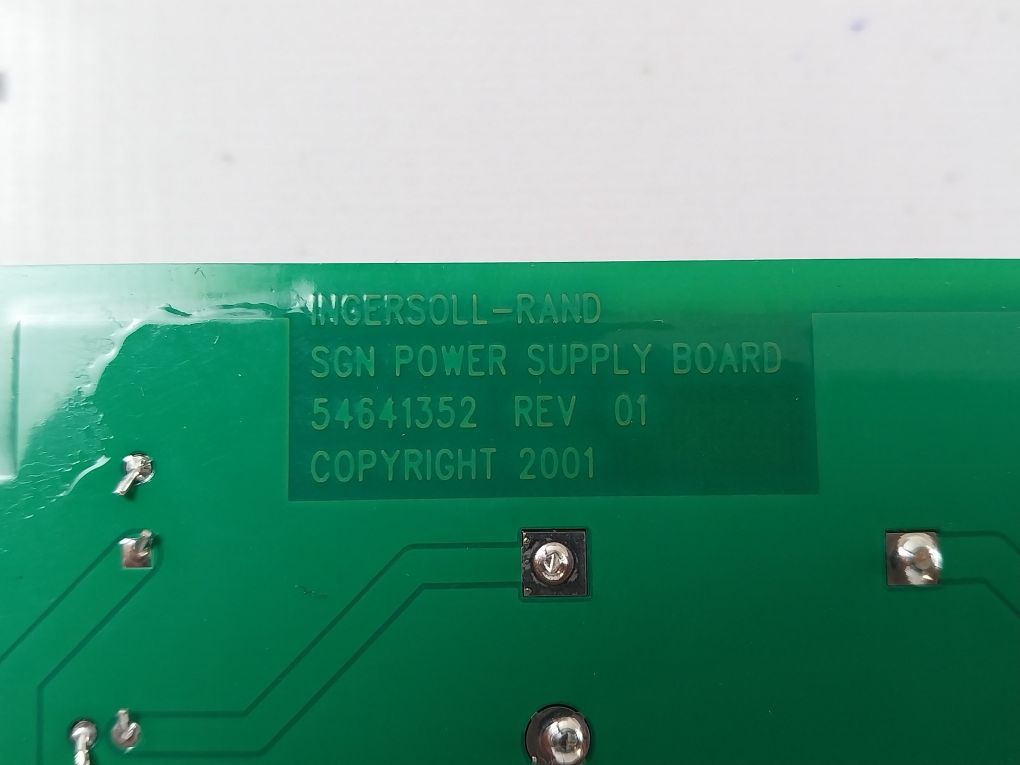 INGERSOLL-RAND
SGN POWER SUPPLY BOARD
54641352 REV 01
COPYRIGHT 2001